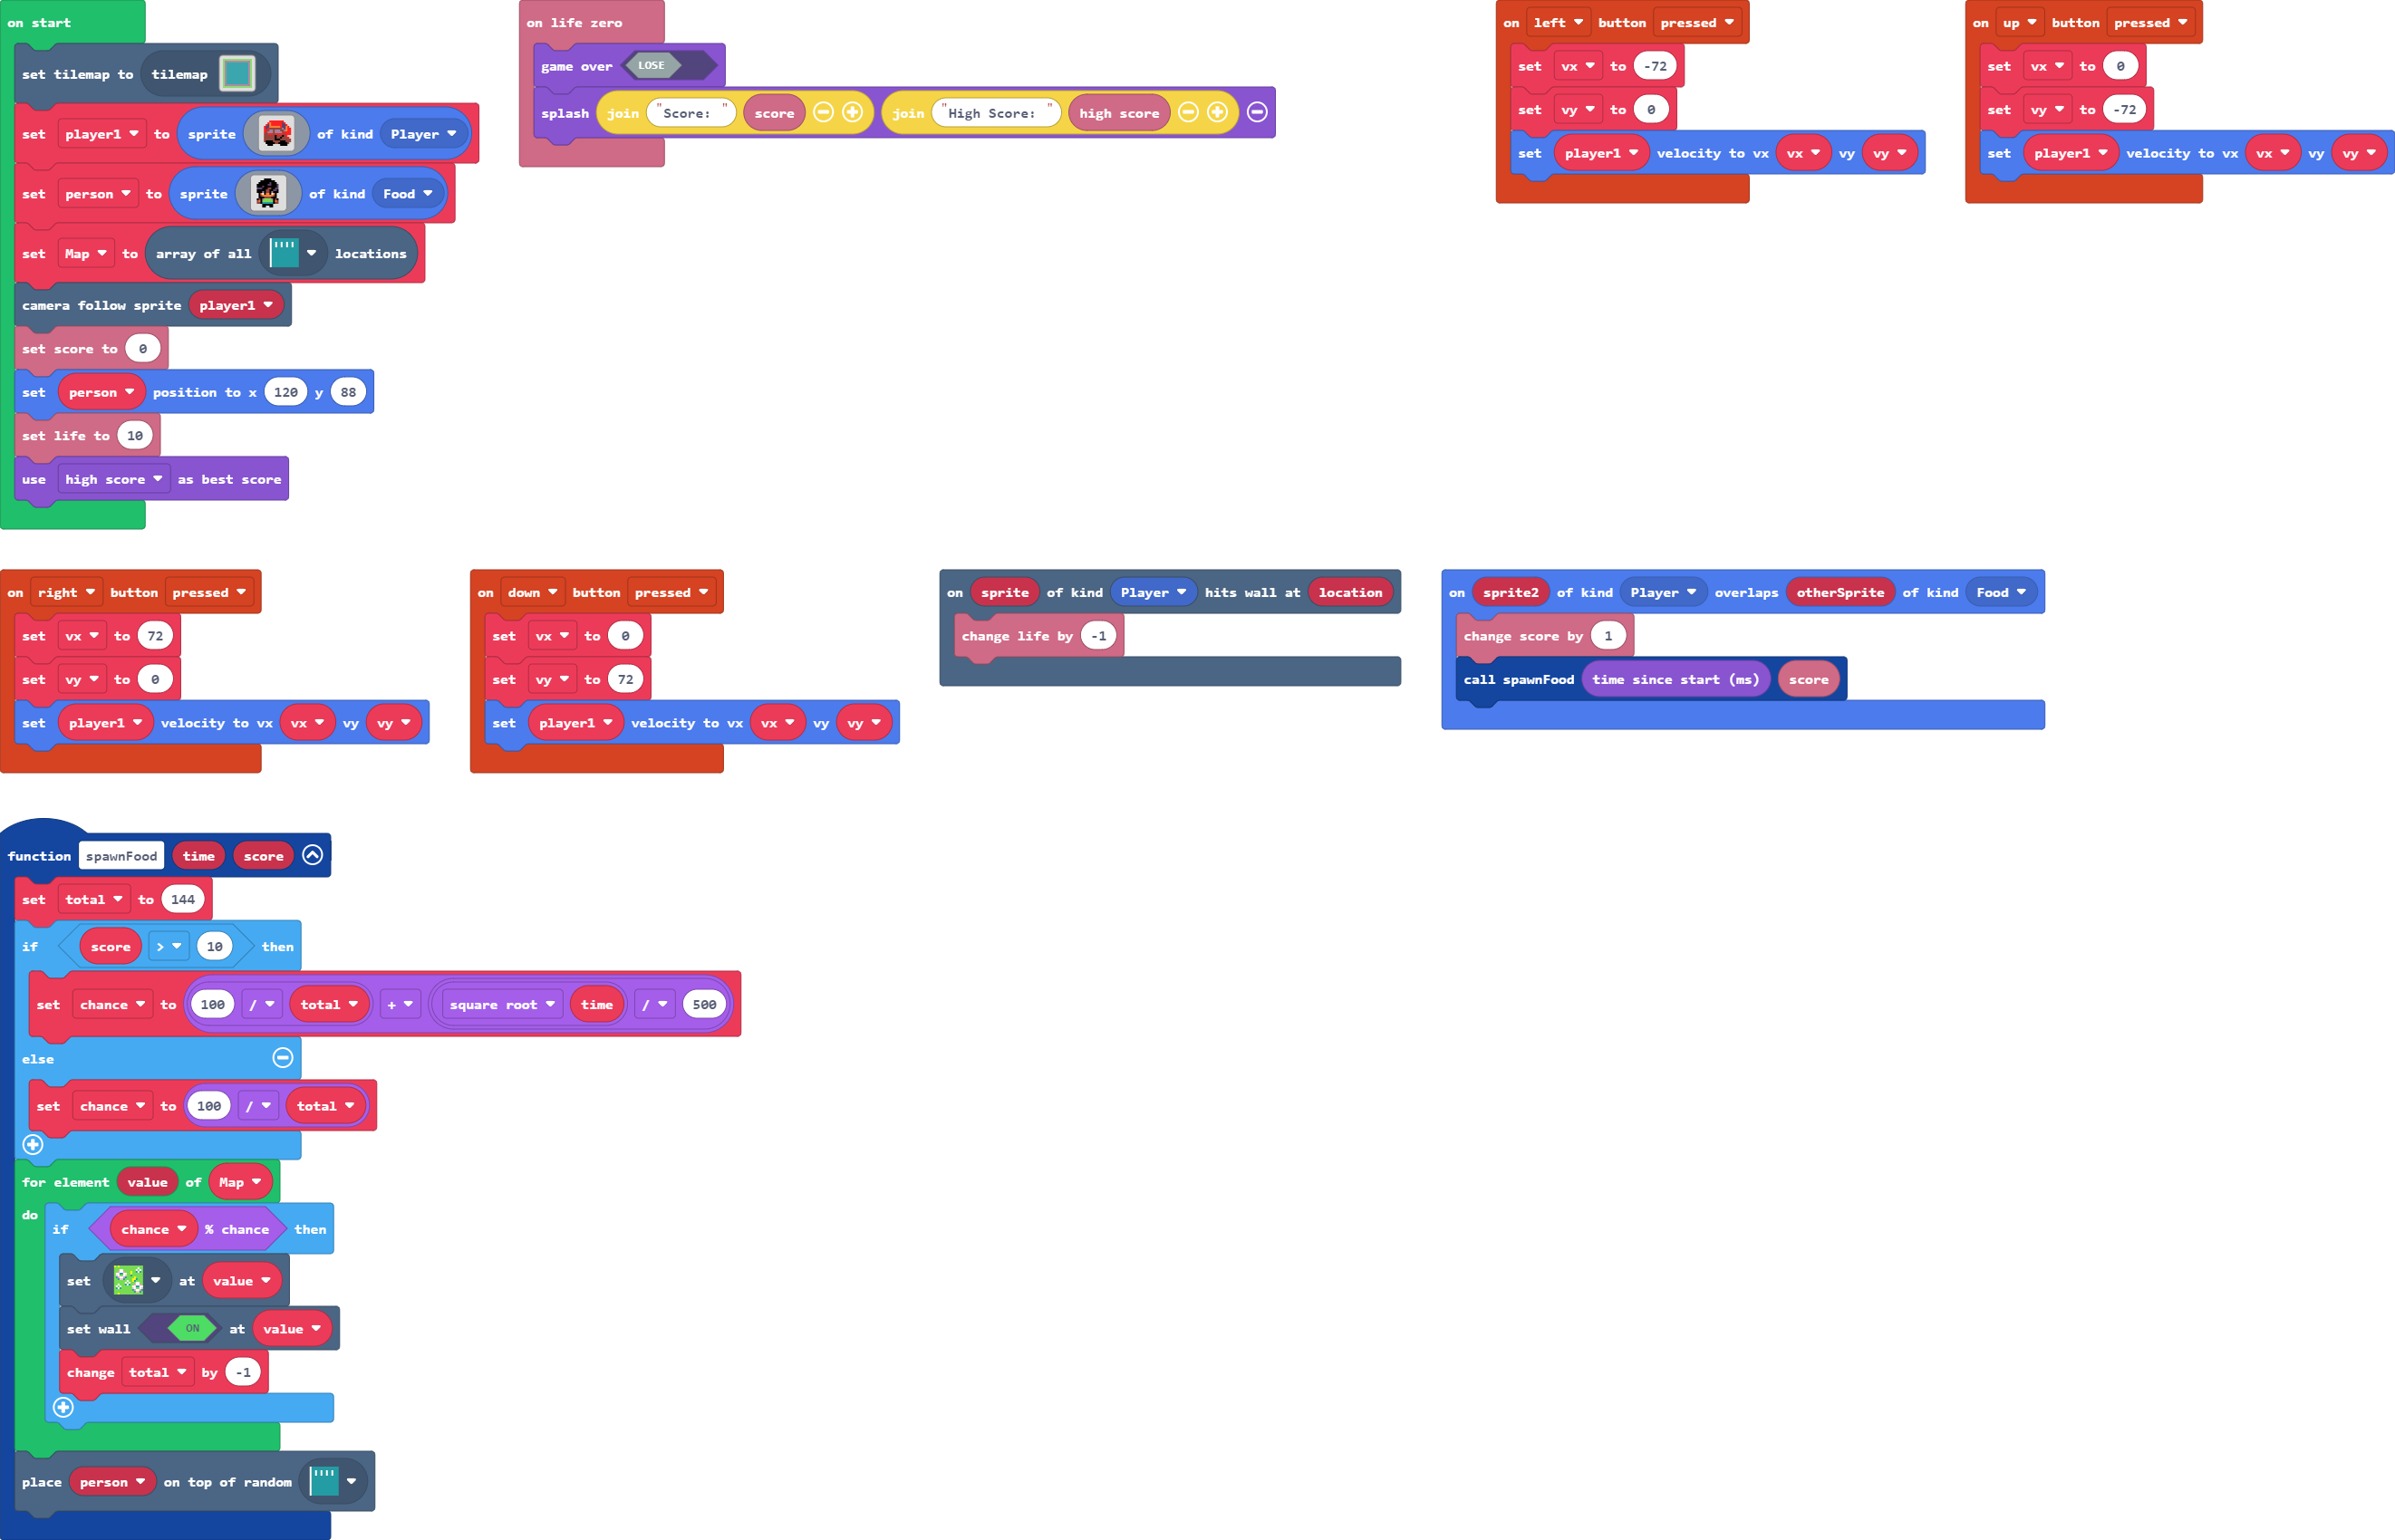 on start
set tilemap to tilemap
set player1 to sprite of kind Player
set person to sprite of kind Food
set Map to array of all locations
camera follow sprite player1
set score to 0
set person position to x 120 y 88
set life to 10
use high score as best score
on life zero
game over LOSE
splash join "Score: " score join "High Score: " high score
on left button pressed
set vx to -72
set vy to 0
set player1 velocity to vx vx vy vy
on up button pressed
set vx to 0
set vy to -72
set player1 velocity to vx vx vy vy
on right button pressed
set vx to 72
set vy to 0
set player1 velocity to vx vx vy vy
on down button pressed
set vx to 0
set vy to 72
set player1 velocity to vx vx vy vy
on sprite of kind Player hits wall at location
change life by -1
on sprite2 of kind Player overlaps otherSprite of kind Food
change score by 1
call spawnFood time since start (ms) score
function spawnFood time score
set total to 144
if score > 10 then
set chance to 100 / total + square root time / 500
else
set chance to 100 / total
for element value of Map
do if chance % chance then
set at value
set wall ON at value
change total by -1
place person on top of random